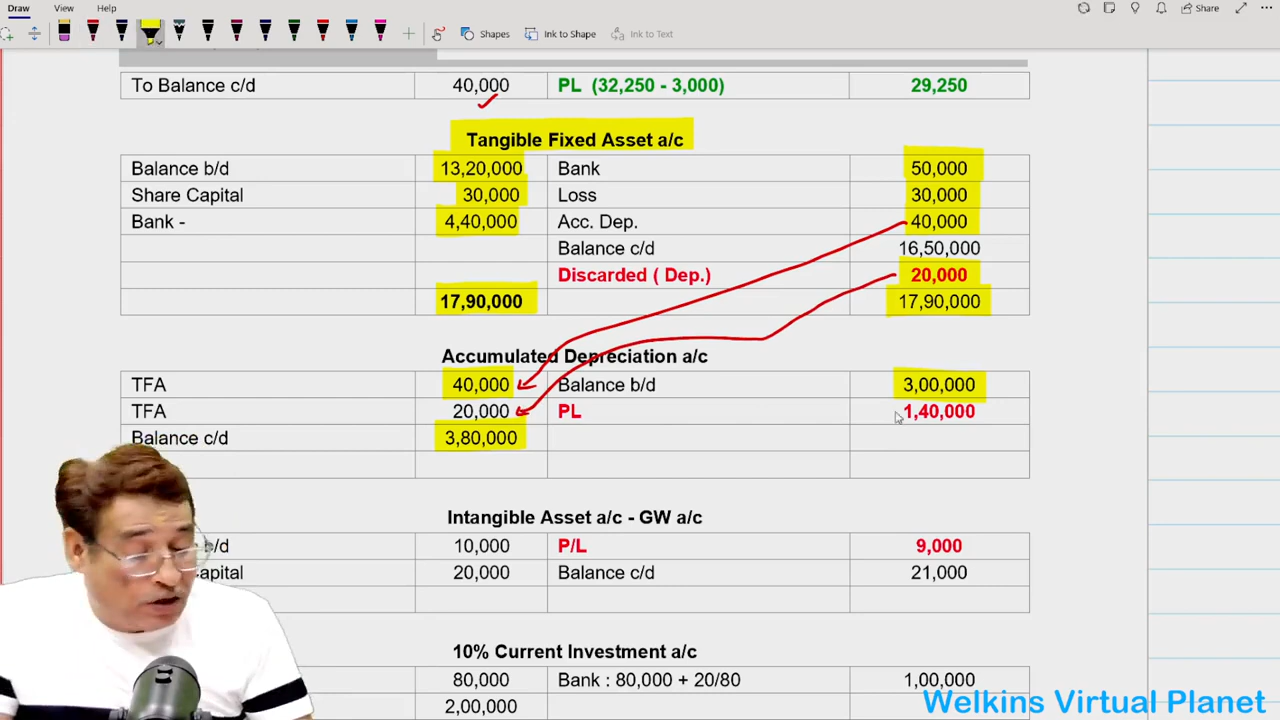 Draw View Help
Share
Shapes Ink to Shape Ink to Text
To Balance c/d 40,000 PL (32,250 - 3,000) 29,250
Tangible Fixed Asset a/c
Balance b/d 13,20,000 Bank 50,000
Share Capital 30,000 Loss 30,000
Bank - 4,40,000 Acc. Dep. 40,000
Balance c/d 16,50,000
Discarded ( Dep.) 20,000
17,90,000 17,90,000
Accumulated Depreciation a/c
TFA 40,000 Balance b/d 3,00,000
TFA 20,000 PL 1,40,000
Balance c/d 3,80,000
Intangible Asset a/c - GW a/c
b/d 10,000 P/L 9,000
apital 20,000 Balance c/d 21,000
10% Current Investment a/c
80,000 Bank : 80,000 + 20/80 1,00,000
2,00,000
Welkins Virtual Planet